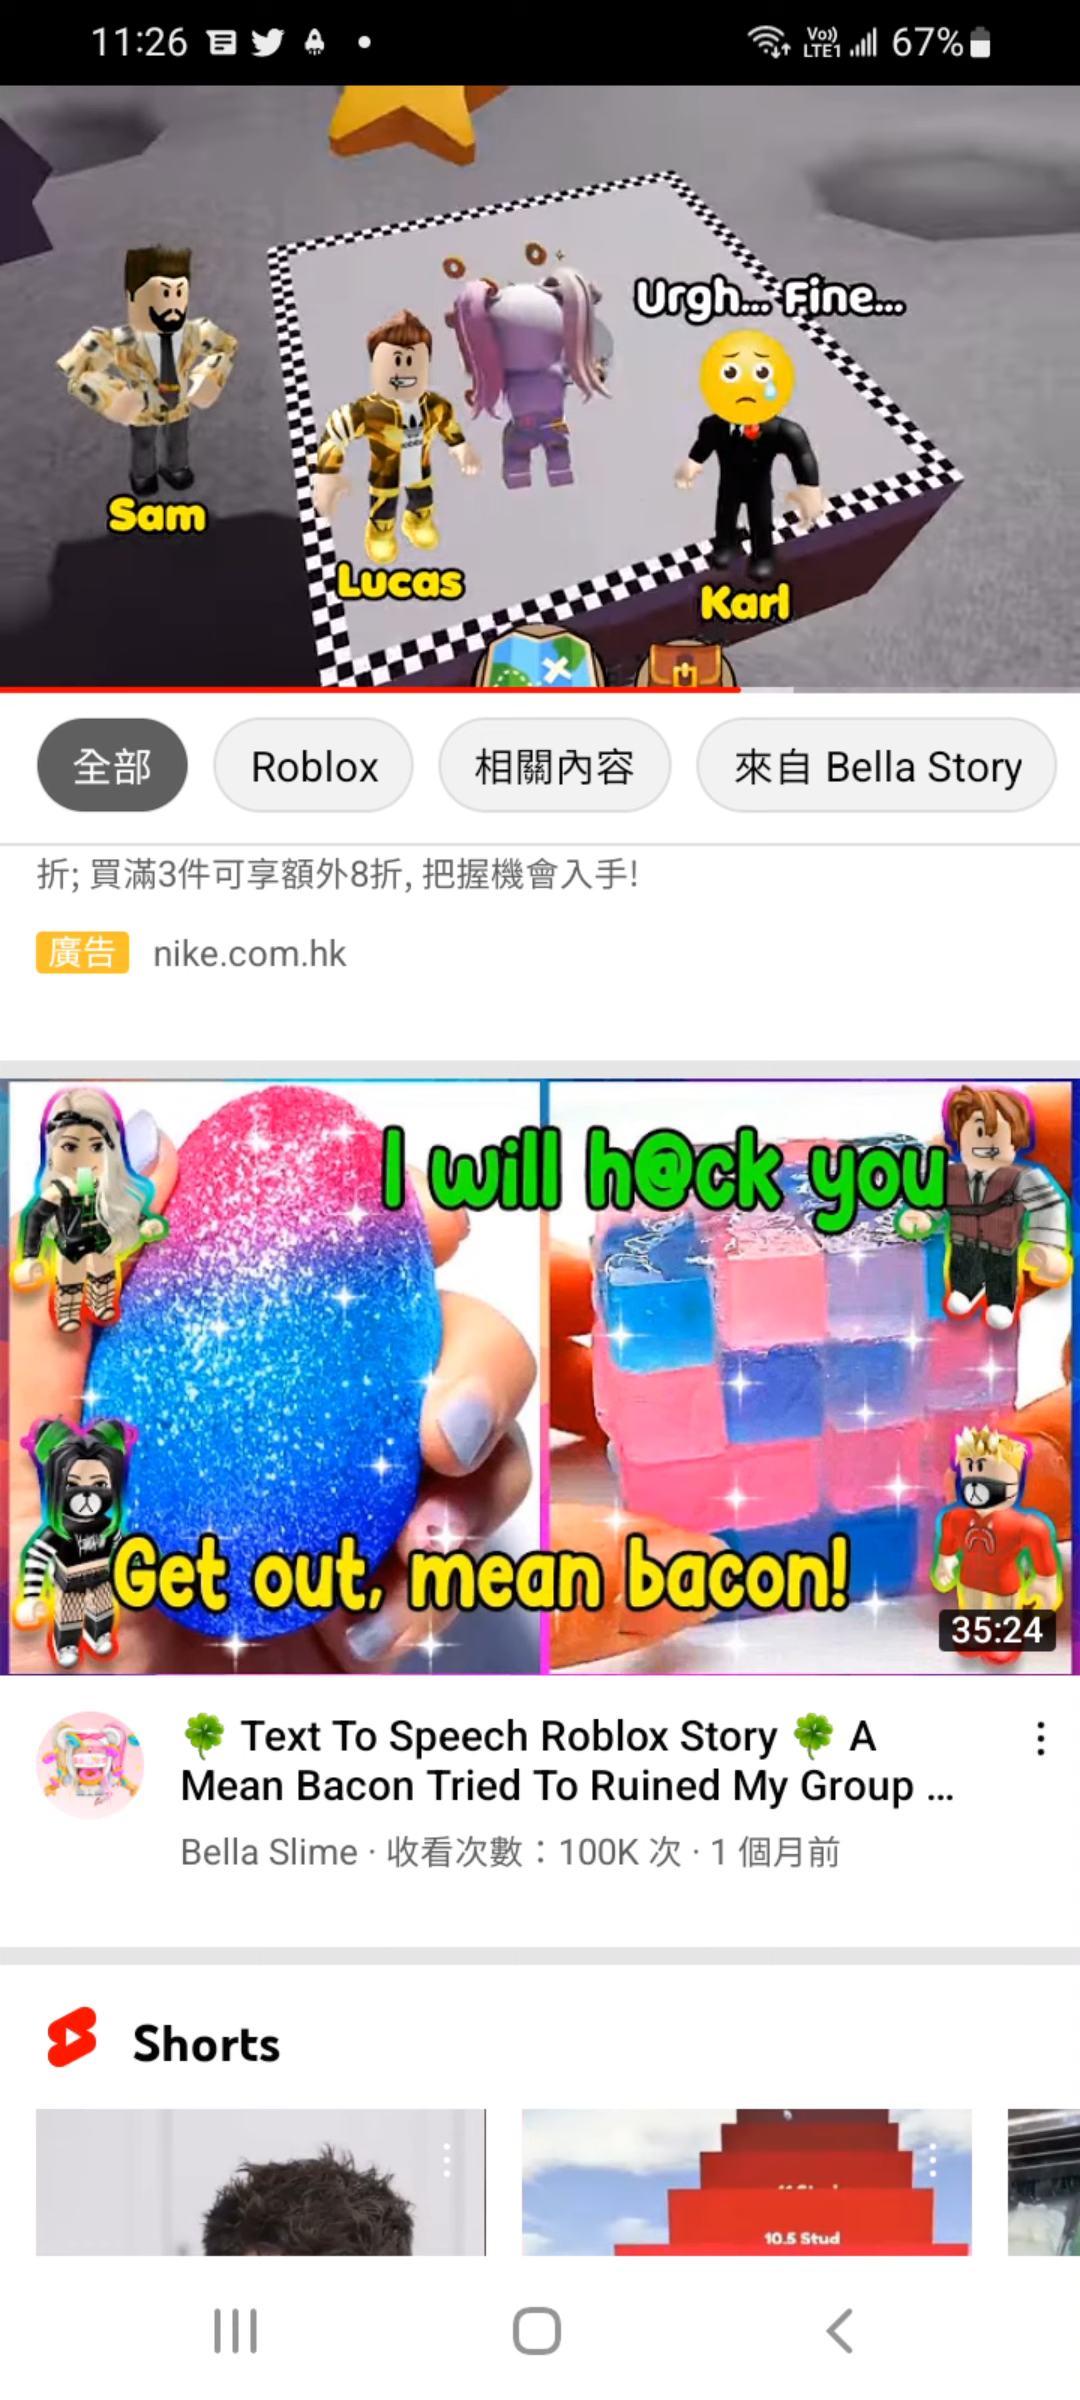 11:26
Vo))
LTE1
67%
Urgh... Fine...
Sam
Lucas
Karl
全部
Roblox
相關內容
來自 Bella Story
折; 買滿3件可享額外8折, 把握機會入手!
廣告 nike.com.hk
I will h@ck you
Get out, mean bacon!
35:24
🍀 Text To Speech Roblox Story 🍀 A
Mean Bacon Tried To Ruined My Group ...
Bella Slime · 收看次數：100K 次 · 1 個月前
Shorts
10.5 Stud